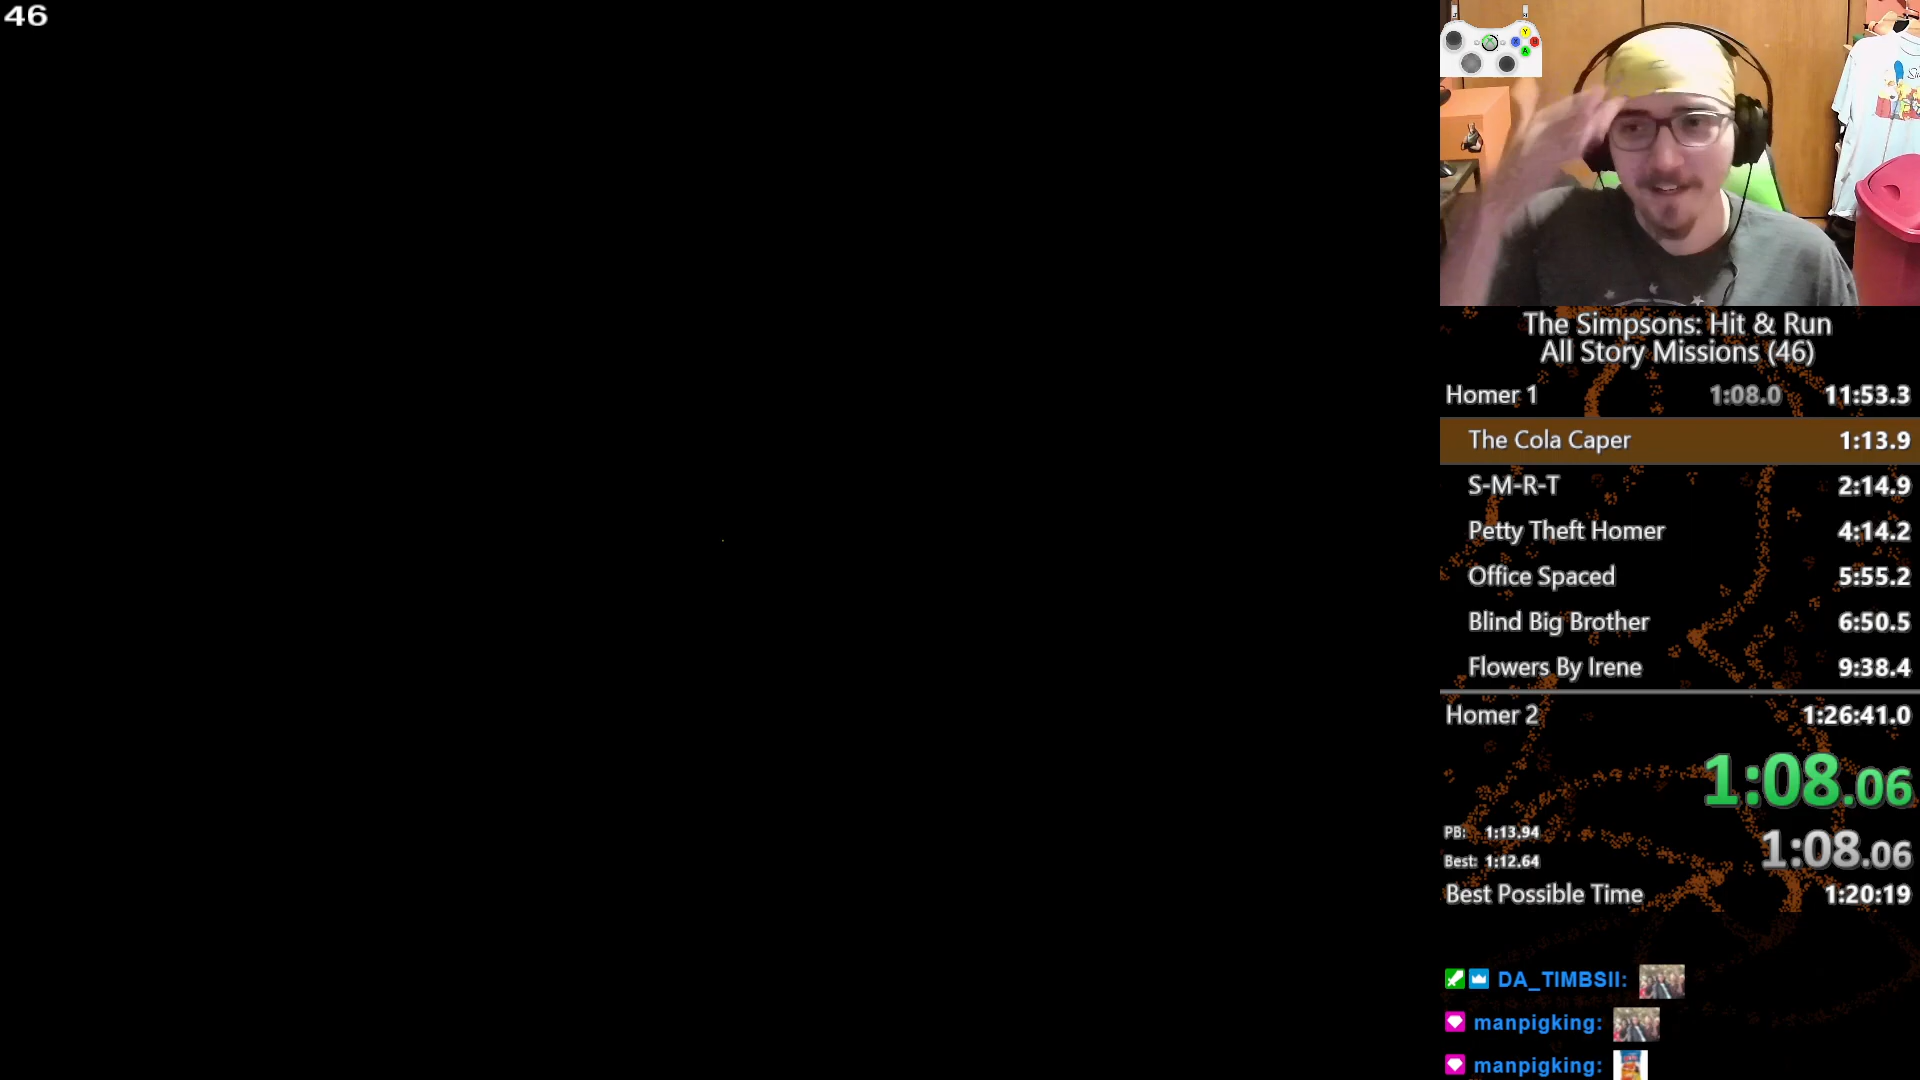 46
Y
X
B
A
The Simpsons: Hit & Run
All Story Missions (46)
Homer 1 1:08.0 11:53.3
The Cola Caper 1:13.9
S-M-R-T 2:14.9
Petty Theft Homer 4:14.2
Office Spaced 5:55.2
Blind Big Brother 6:50.5
Flowers By Irene 9:38.4
Homer 2 1:26:41.0
1:08.06
PB: 1:13.94
Best: 1:12.64
1:08.06
Best Possible Time 1:20:19
DA_TIMBSII:
manpigking:
manpigking: